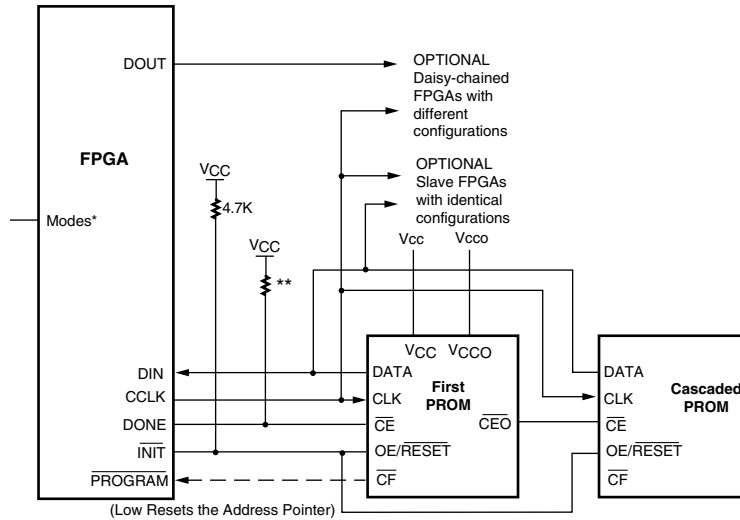 DOUT
OPTIONAL
Daisy-chained
FPGAs with
different
configurations
FPGA
VCC
4.7K
OPTIONAL
Slave FPGAs
with identical
configurations
Modes*
VCC
**
Vcc
Vcco
VCC
VCCO
DIN
CCLK
DONE
INIT
PROGRAM
DATA
CLK
CE
OE/RESET
CF
First
PROM
CEO
DATA
CLK
CE
OE/RESET
CF
Cascaded
PROM
(Low Resets the Address Pointer)